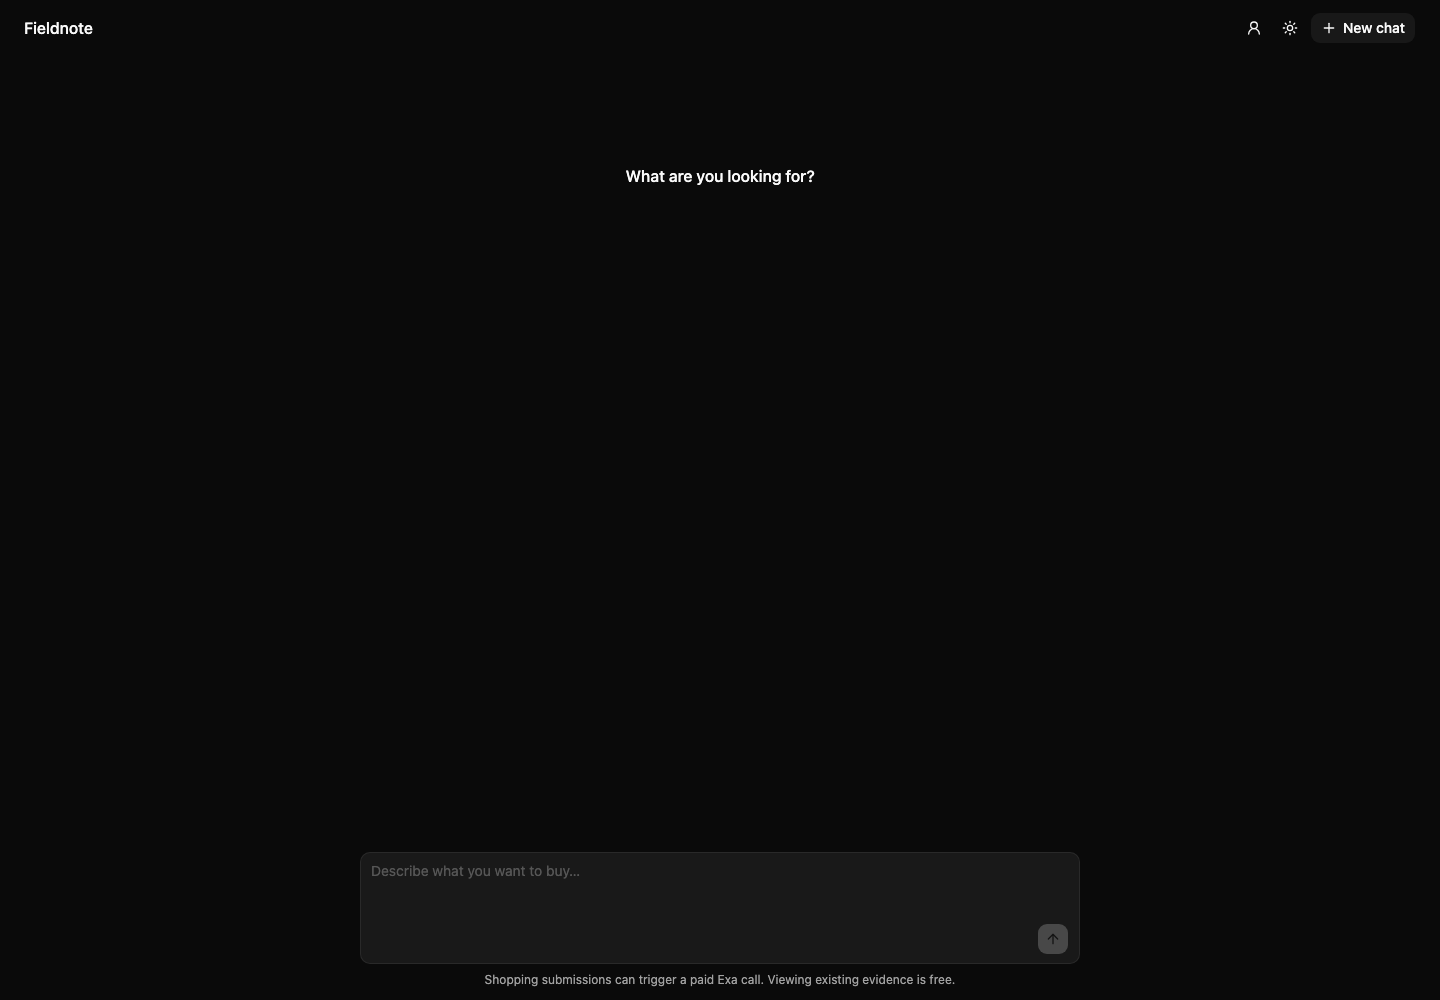 Fieldnote
New chat
What are you looking for?
Describe what you want to buy...
Shopping submissions can trigger a paid Exa call. Viewing existing evidence is free.